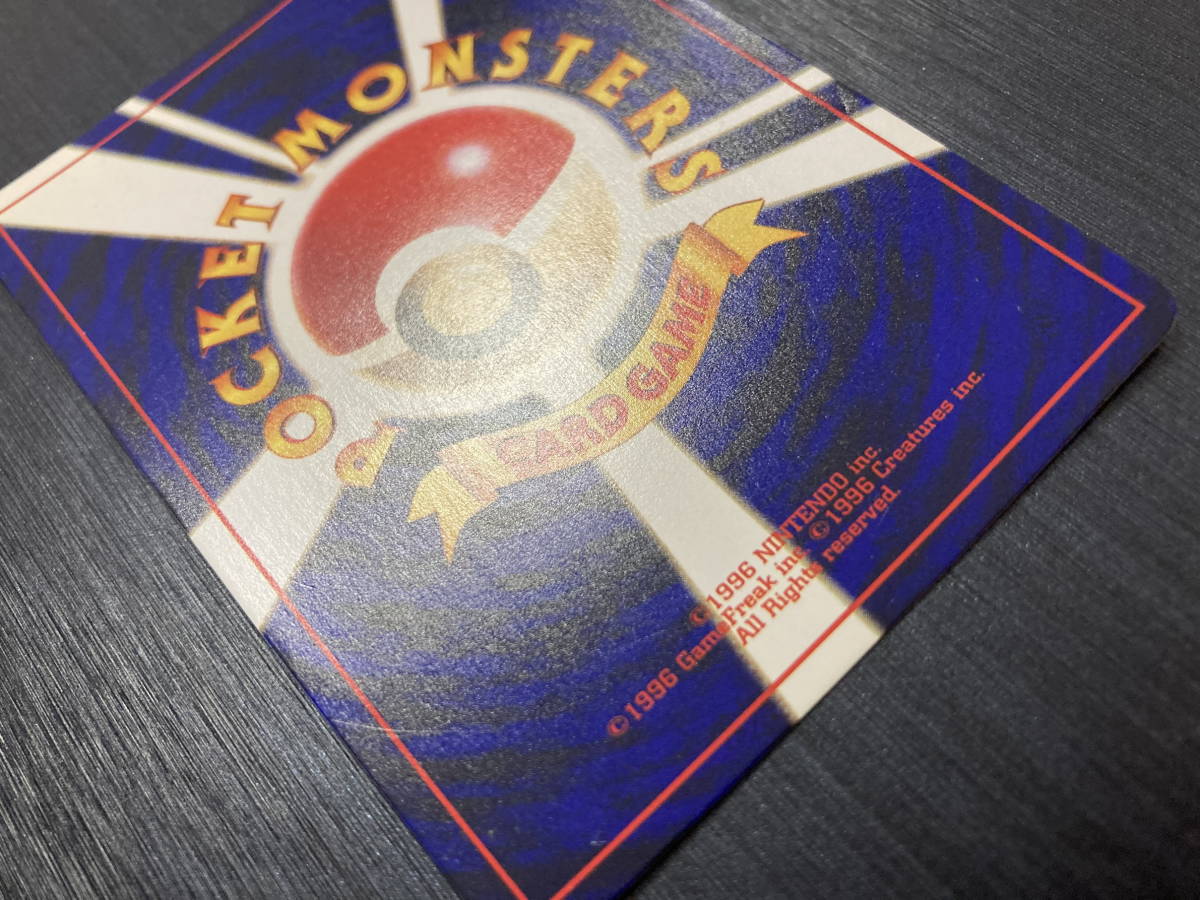 POCKET MONSTERS
CARD GAME
©1996 NINTENDO inc.
©1996 GameFreak inc. ©1996 Creatures inc.
All Rights reserved.